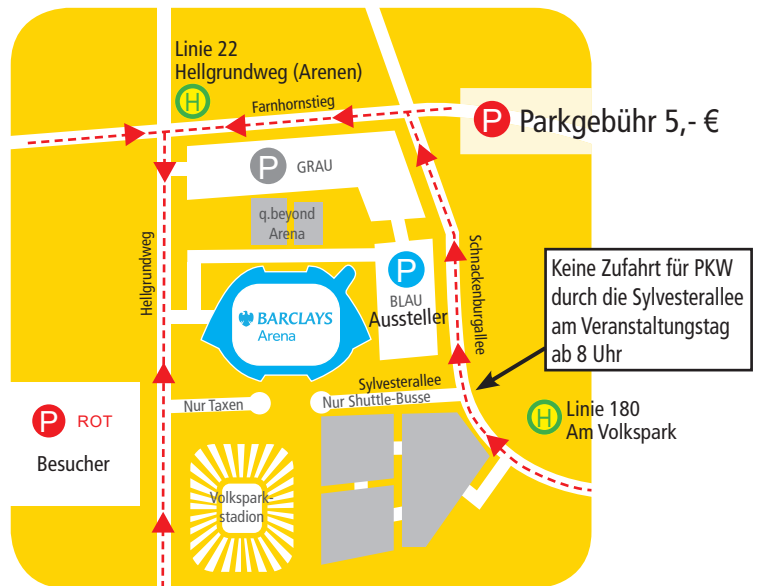 Linie 22
Hellgrundweg (Arenen)
H
Farnhornstieg
P Parkgebühr 5,- €
P GRAU
q.beyond
Arena
Hellgrundweg
Schnackenburgallee
P
BLAU
Aussteller
BARCLAYS
Arena
Keine Zufahrt für PKW
durch die Sylvesterallee
am Veranstaltungstag
ab 8 Uhr
Sylvesterallee
Nur Taxen
Nur Shuttle-Busse
P ROT
Besucher
H Linie 180
Am Volkspark
Volkspark-
stadion